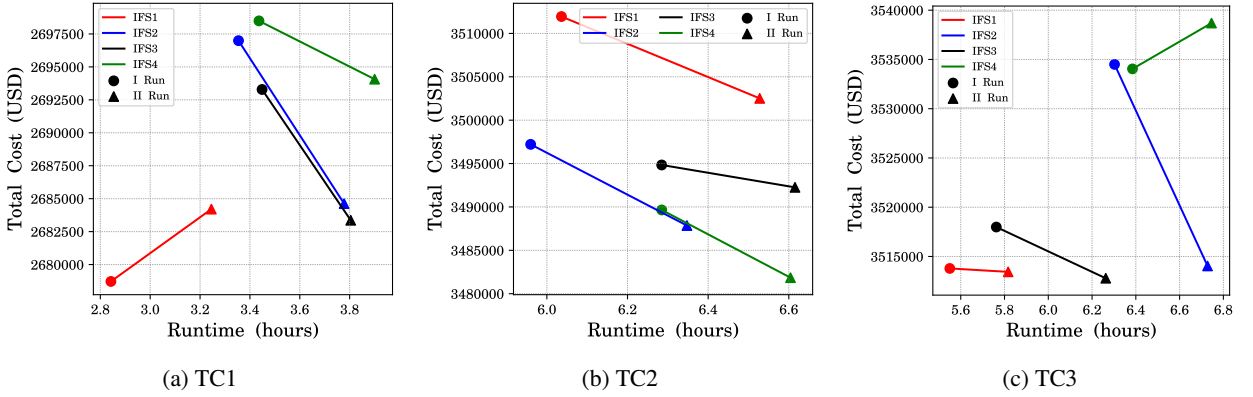 2697500
2695000
2692500
2690000
2687500
2685000
2682500
2680000
Total Cost (USD)
IFS1
IFS2
IFS3
IFS4
I Run
II Run
2.8 3.0 3.2 3.4 3.6 3.8
Runtime (hours)
(a) TC1
3510000
3505000
3500000
3495000
3490000
3485000
3480000
Total Cost (USD)
IFS1 IFS3 I Run
IFS2 IFS4 II Run
6.0 6.2 6.4 6.6
Runtime (hours)
(b) TC2
3540000
3535000
3530000
3525000
3520000
3515000
Total Cost (USD)
IFS1
IFS2
IFS3
IFS4
I Run
II Run
5.6 5.8 6.0 6.2 6.4 6.6 6.8
Runtime (hours)
(c) TC3